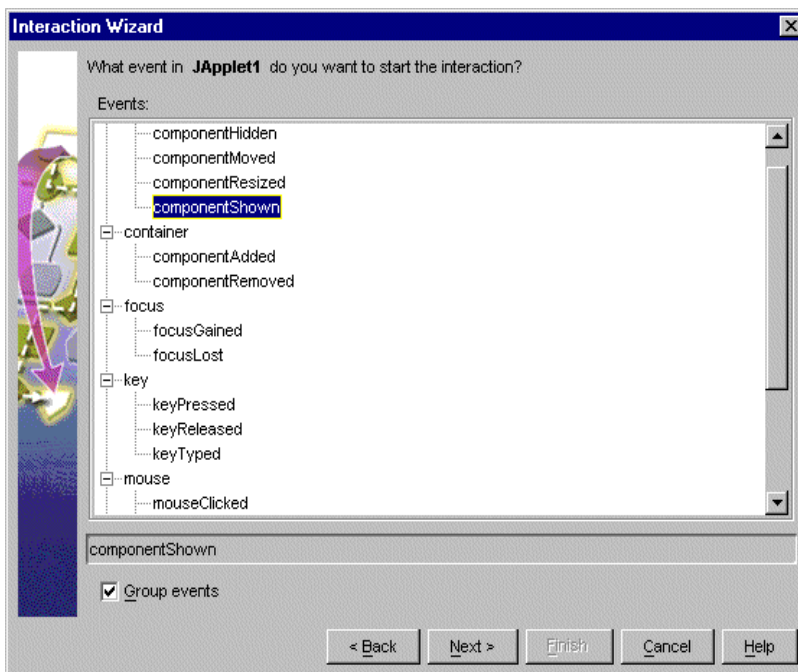 Interaction Wizard
What event in JApplet1 do you want to start the interaction?
Events:
componentHidden
componentMoved
componentResized
componentShown
container
componentAdded
componentRemoved
focus
focusGained
focusLost
key
keyPressed
keyReleased
keyTyped
mouse
mouseClicked
componentShown
Group events
< Back Next > Finish Cancel Help